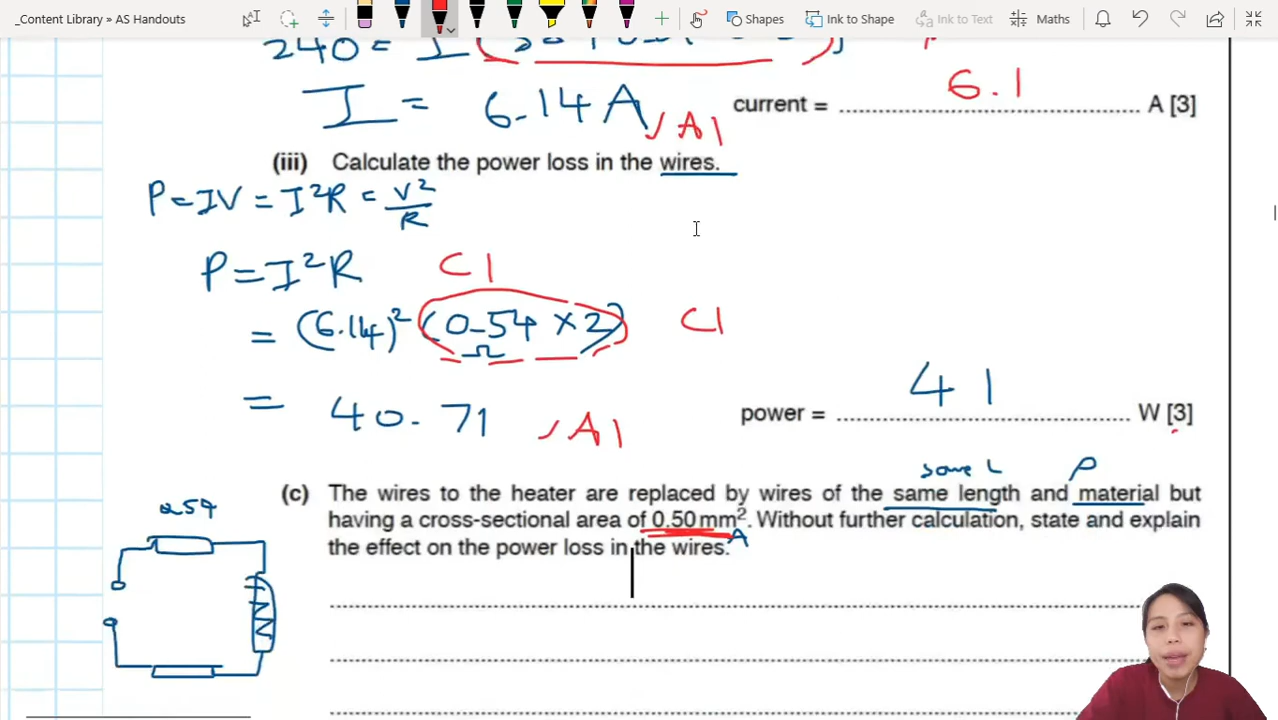 _Content Library » AS Handouts
Shapes
Ink to Shape
Ink to Text
Maths
240 = I
I = 6.14 A ✓ A1
current = 6.1 A [3]
(iii) Calculate the power loss in the wires.
P = IV = I²R = V²/R
P = I²R C1
= (6.14)² (0.54 × 2) C1
Ω
= 40.71 ✓ A1
power = 41 W [3]
same L ρ
(c) The wires to the heater are replaced by wires of the same length and material but
having a cross-sectional area of 0.50 mm². Without further calculation, state and explain
the effect on the power loss in the wires. A